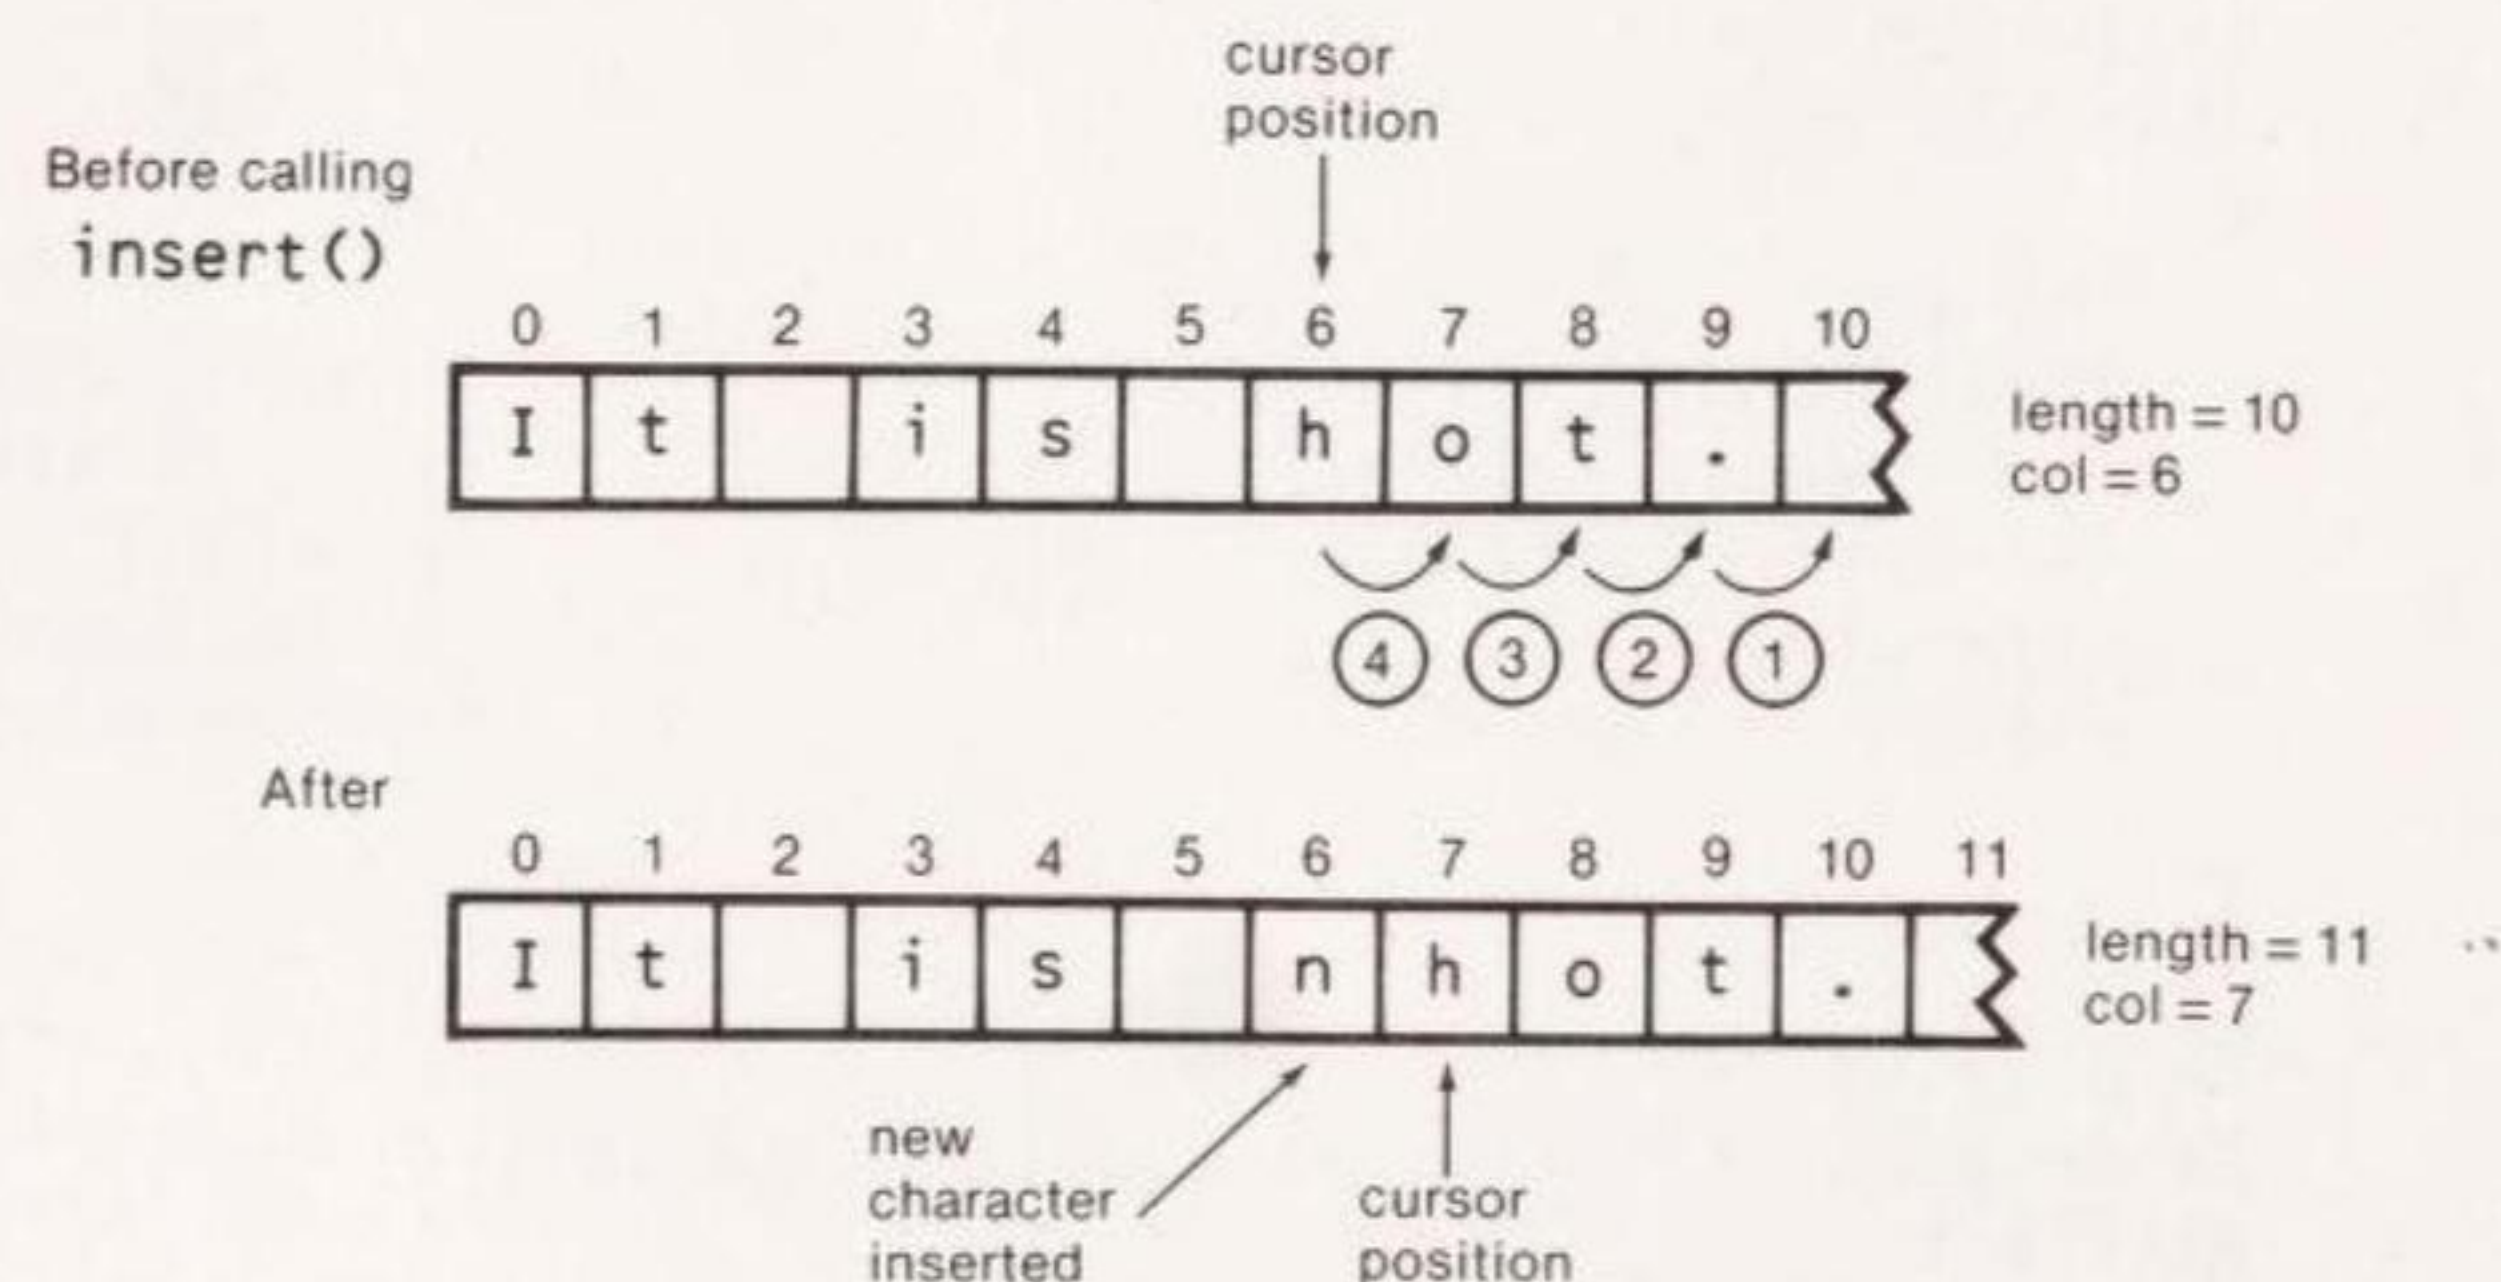 cursor
position
Before calling
insert()
0 1 2 3 4 5 6 7 8 9 10
I t i s h o t .
length = 10
col = 6
4 3 2 1
After
0 1 2 3 4 5 6 7 8 9 10 11
I t i s n h o t .
length = 11
col = 7
new
character
inserted
cursor
position